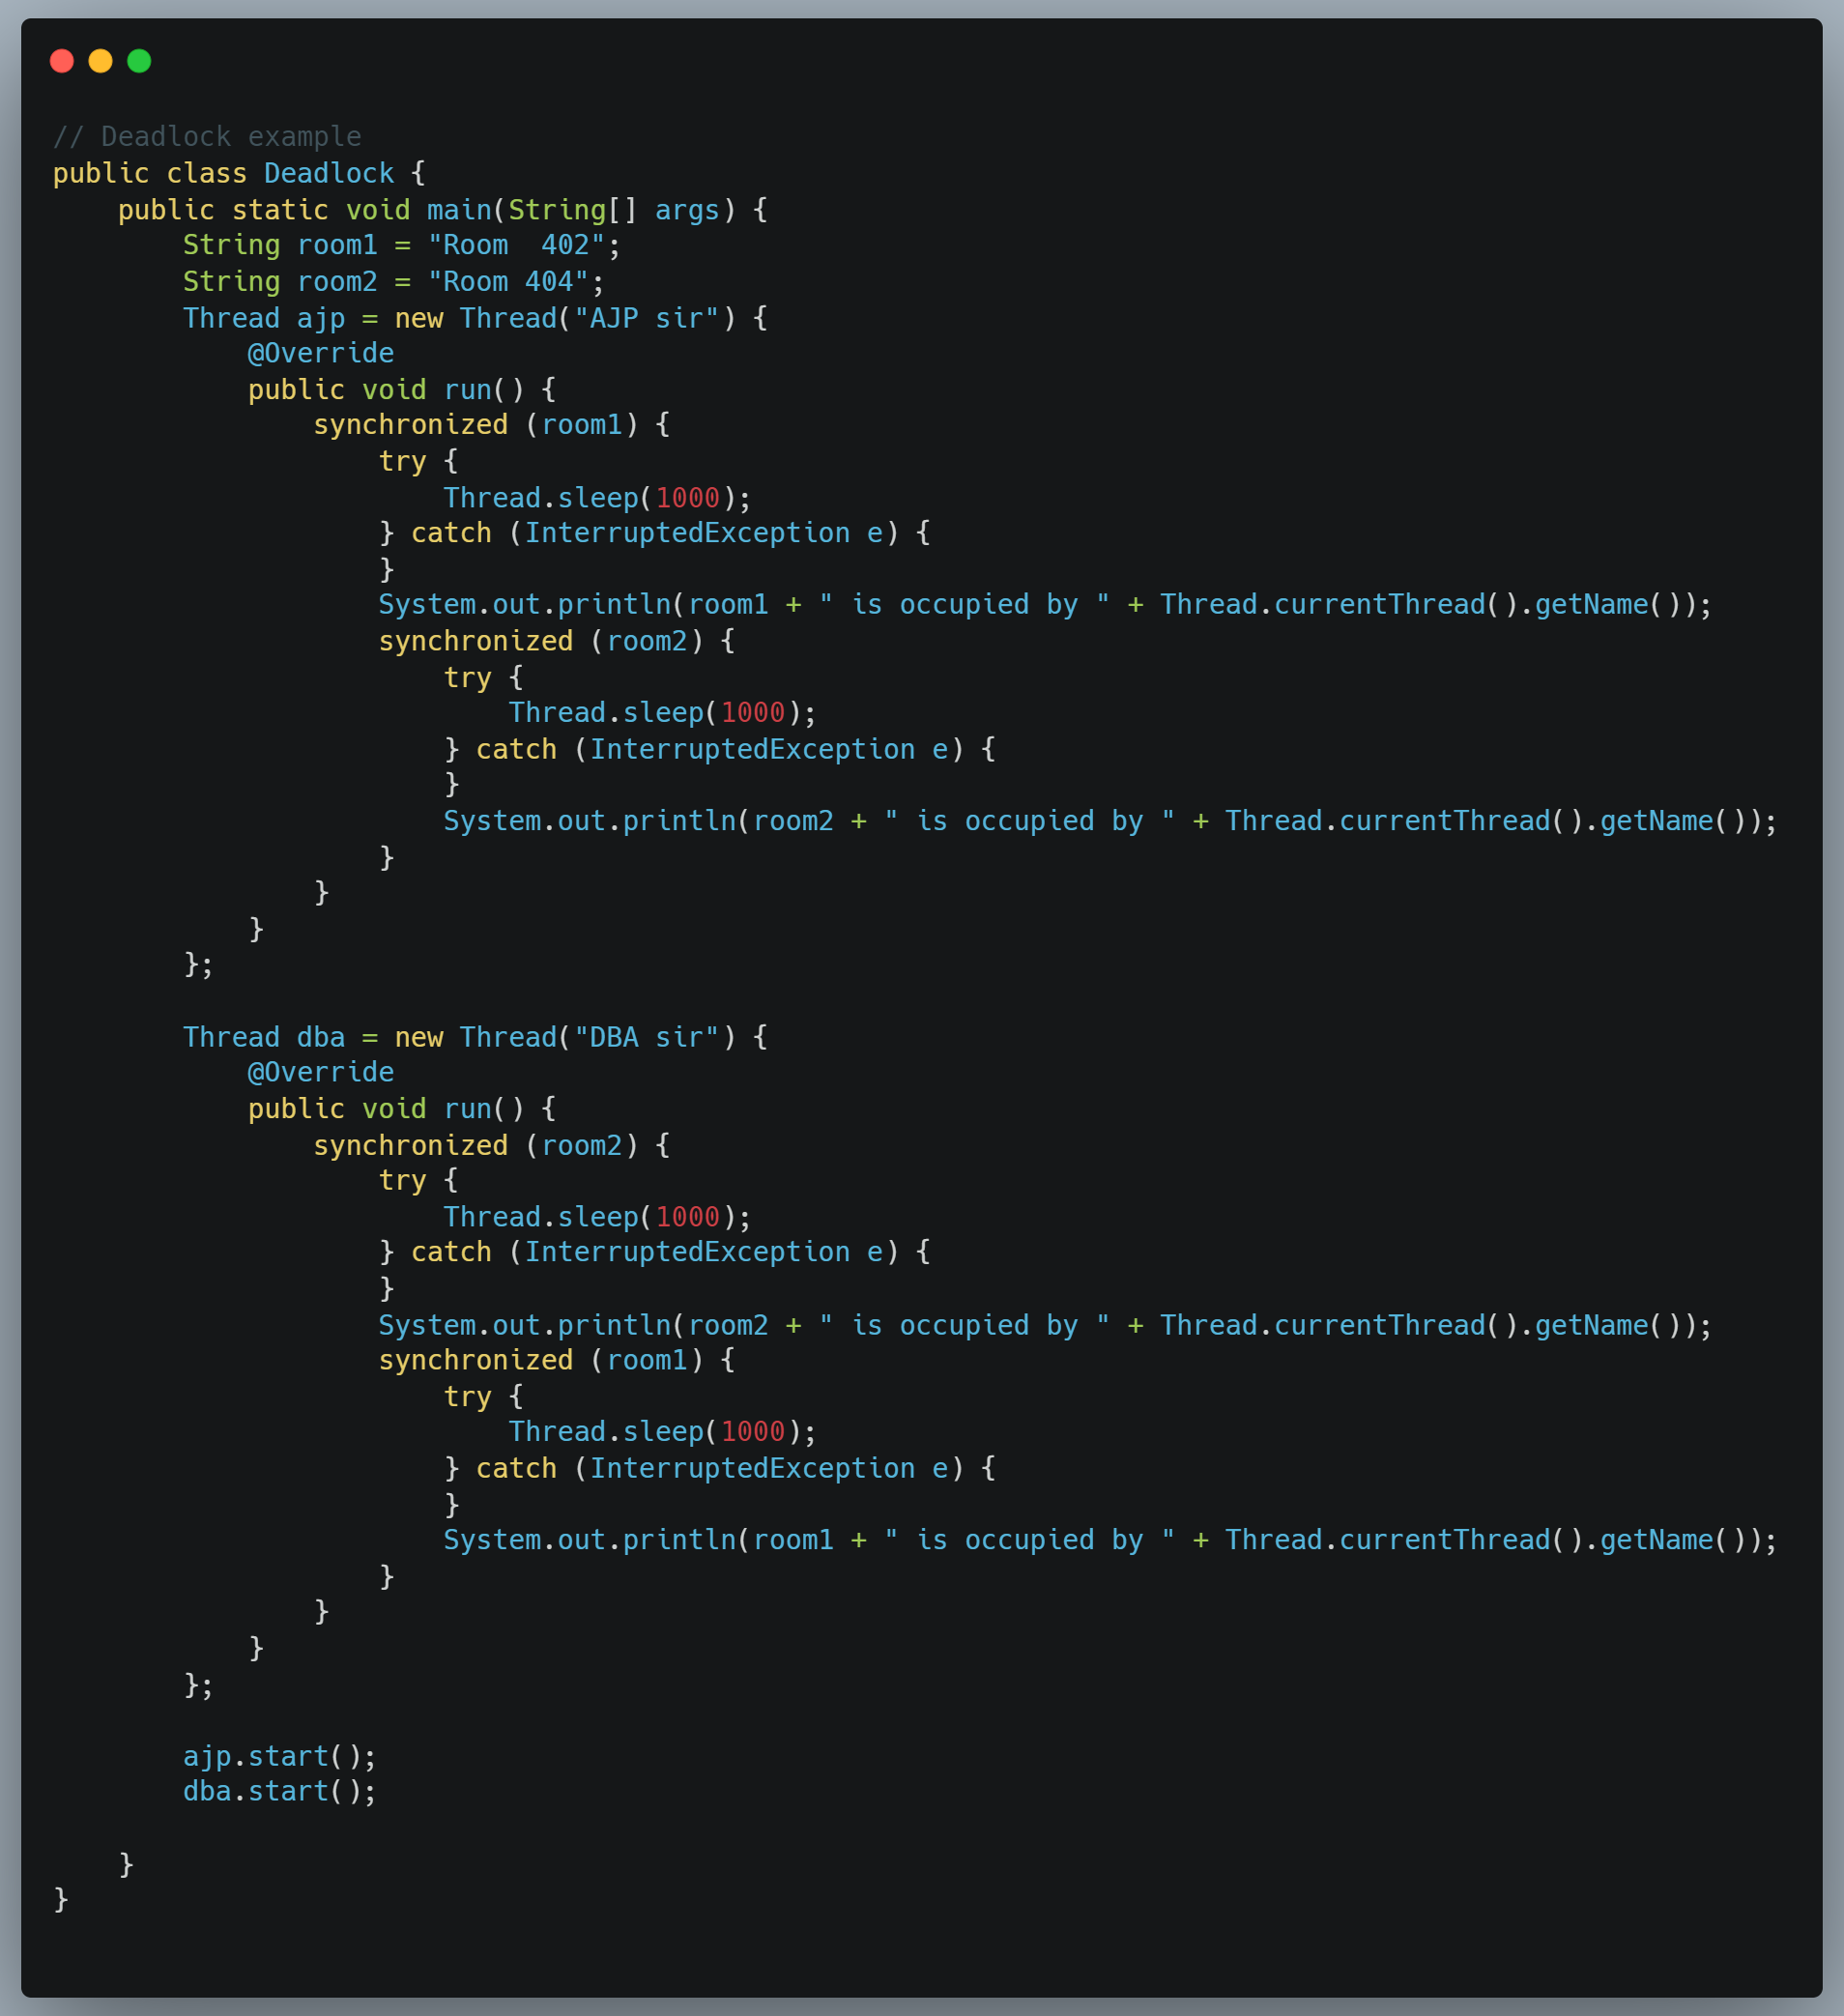 // Deadlock example
public class Deadlock {
    public static void main(String[] args) {
        String room1 = "Room  402";
        String room2 = "Room 404";
        Thread ajp = new Thread("AJP sir") {
            @Override
            public void run() {
                synchronized (room1) {
                    try {
                        Thread.sleep(1000);
                    } catch (InterruptedException e) {
                    }
                    System.out.println(room1 + " is occupied by " + Thread.currentThread().getName());
                    synchronized (room2) {
                        try {
                            Thread.sleep(1000);
                        } catch (InterruptedException e) {
                        }
                        System.out.println(room2 + " is occupied by " + Thread.currentThread().getName());
                    }
                }
            }
        };

        Thread dba = new Thread("DBA sir") {
            @Override
            public void run() {
                synchronized (room2) {
                    try {
                        Thread.sleep(1000);
                    } catch (InterruptedException e) {
                    }
                    System.out.println(room2 + " is occupied by " + Thread.currentThread().getName());
                    synchronized (room1) {
                        try {
                            Thread.sleep(1000);
                        } catch (InterruptedException e) {
                        }
                        System.out.println(room1 + " is occupied by " + Thread.currentThread().getName());
                    }
                }
            }
        };

        ajp.start();
        dba.start();

    }
}